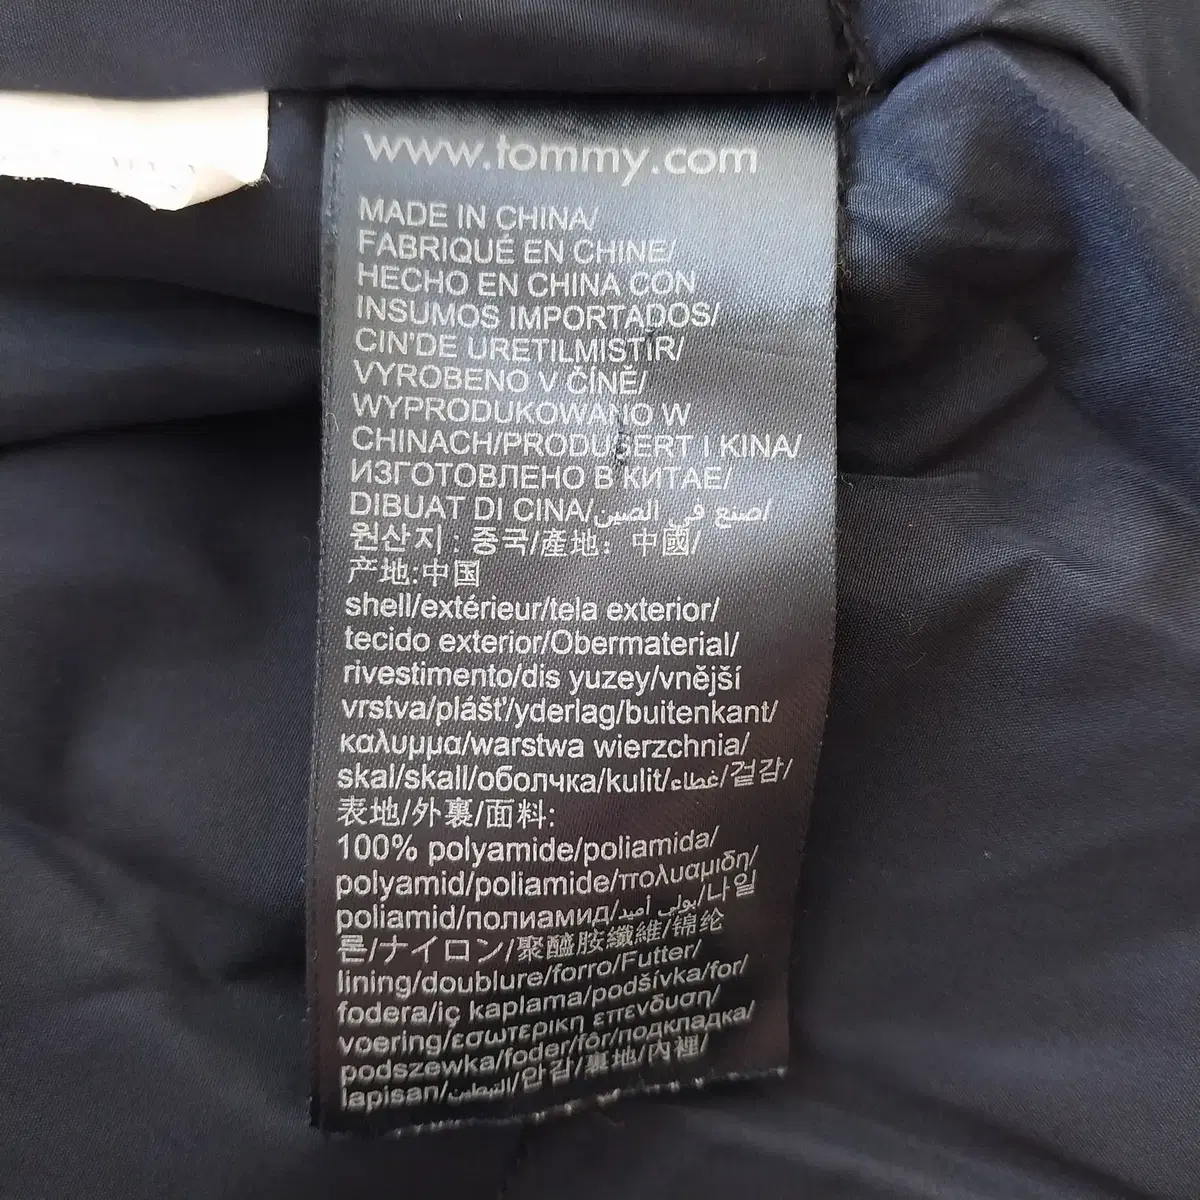 www.tommy.com
MADE IN CHINA/
FABRIQUÉ EN CHINE/
HECHO EN CHINA CON
INSUMOS IMPORTADOS/
CIN'DE URETILMISTIR/
VYROBENO V ČÍNĚ/
WYPRODUKOWANO W
CHINACH/PRODUSERT I KINA/
ИЗГОТОВЛЕНО В КИТАЕ/
DIBUAT DI CINA/صنع في الصين/
원산지 : 중국/產地：中國/
产地:中国
shell/extérieur/tela exterior/
tecido exterior/Obermaterial/
rivestimento/dis yuzey/vnější
vrstva/plášť/yderlag/buitenkant/
καλυμμα/warstwa wierzchnia/
skal/skall/оболчка/kulit/غطاء/겉감/
表地/外裏/面料:
100% polyamide/poliamida/
polyamid/poliamide/πολυαμιδη/
poliamid/полиамид/بولي أميد/나일
론/ナイロン/聚醯胺纖維/锦纶
lining/doublure/forro/Futter/
fodera/iç kaplama/podšívka/for/
voering/εσωτερικη επενδυση/
podszewka/foder/fôr/подкладка/
lapisan/التبطين/안감/裏地/內裡/